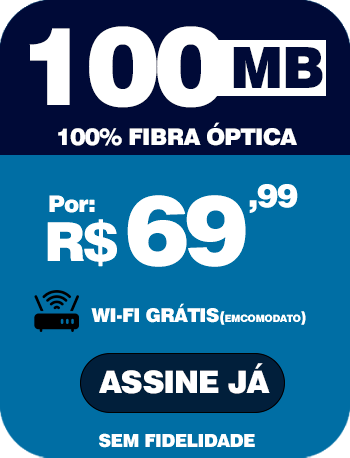 100 MB
100% FIBRA ÓPTICA
Por:
R$ 69,99
WI-FI GRÁTIS(EMCOMODATO)
ASSINE JÁ
SEM FIDELIDADE